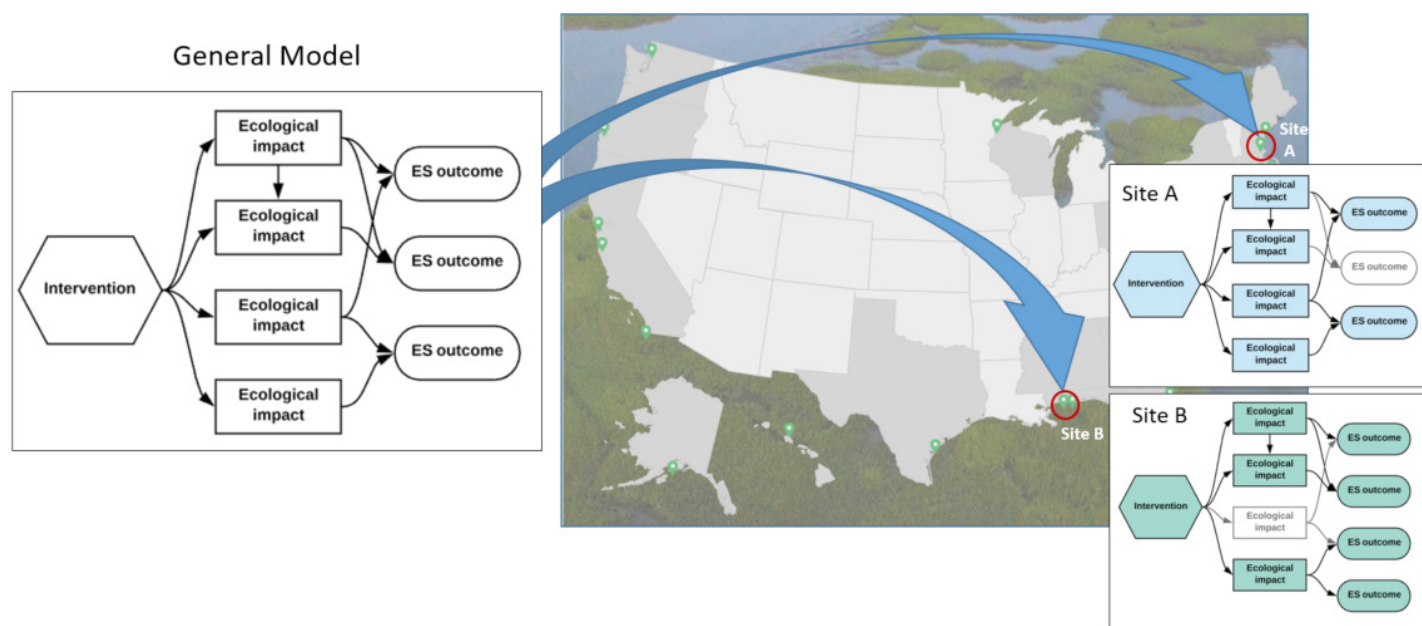 General Model
Ecological
impact
ES outcome
Ecological
impact
ES outcome
Intervention
Ecological
impact
ES outcome
Ecological
impact
Site
A
Site B
Site A
Ecological
impact
ES outcome
Ecological
impact
ES outcome
Intervention
Ecological
impact
ES outcome
Ecological
impact
Site B
Ecological
impact
ES outcome
Ecological
impact
ES outcome
Intervention
Ecological
impact
ES outcome
Ecological
impact
ES outcome